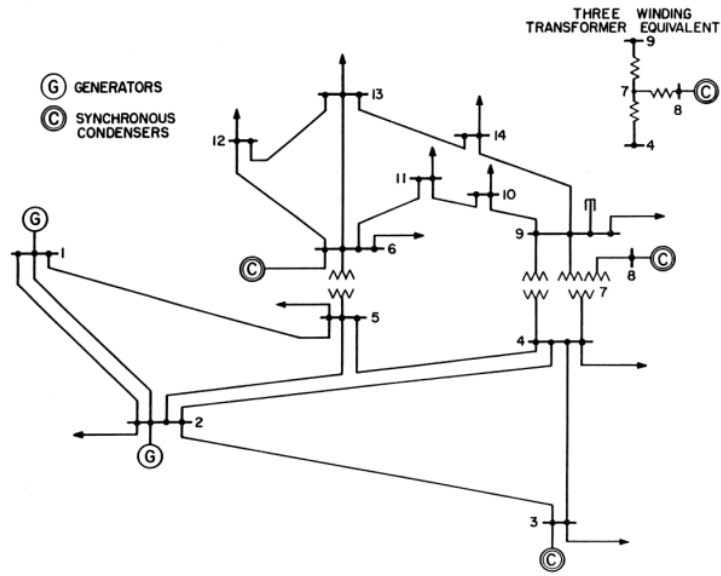 THREE WINDING
TRANSFORMER EQUIVALENT
9
7
C
8
4
G GENERATORS
C SYNCHRONOUS
CONDENSERS
13
12
14
11
10
9
6
C
G
1
8
C
7
5
4
2
G
3
C